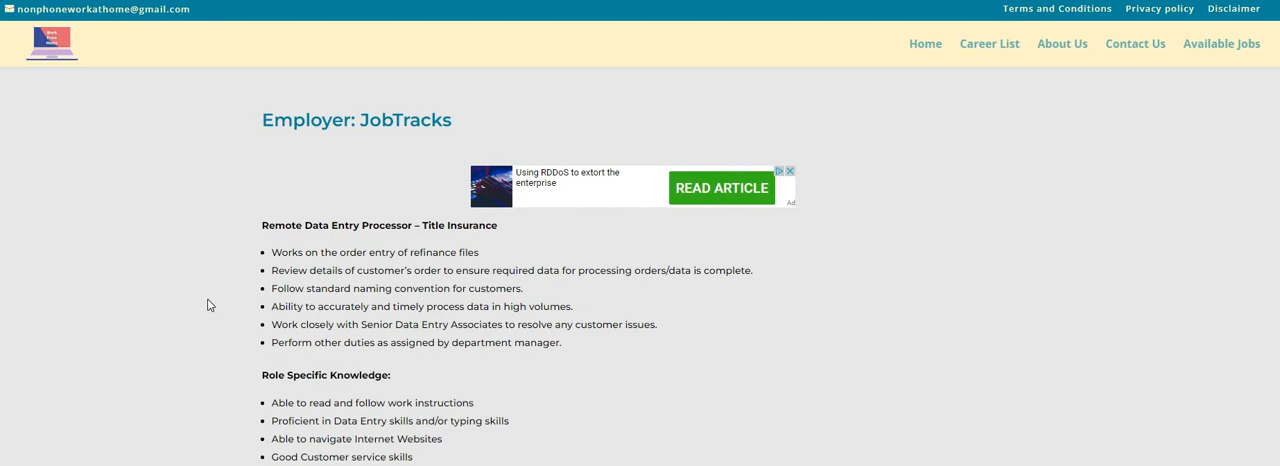 nonphoneworkathome@gmail.com
Terms and Conditions Privacy policy Disclaimer
Work
From
Home
Home Career List About Us Contact Us Available Jobs
Employer: JobTracks
Using RDDoS to extort the
enterprise
READ ARTICLE
Ad
Remote Data Entry Processor – Title Insurance
• Works on the order entry of refinance files
• Review details of customer’s order to ensure required data for processing orders/data is complete.
• Follow standard naming convention for customers.
• Ability to accurately and timely process data in high volumes.
• Work closely with Senior Data Entry Associates to resolve any customer issues.
• Perform other duties as assigned by department manager.
Role Specific Knowledge:
• Able to read and follow work instructions
• Proficient in Data Entry skills and/or typing skills
• Able to navigate Internet Websites
• Good Customer service skills